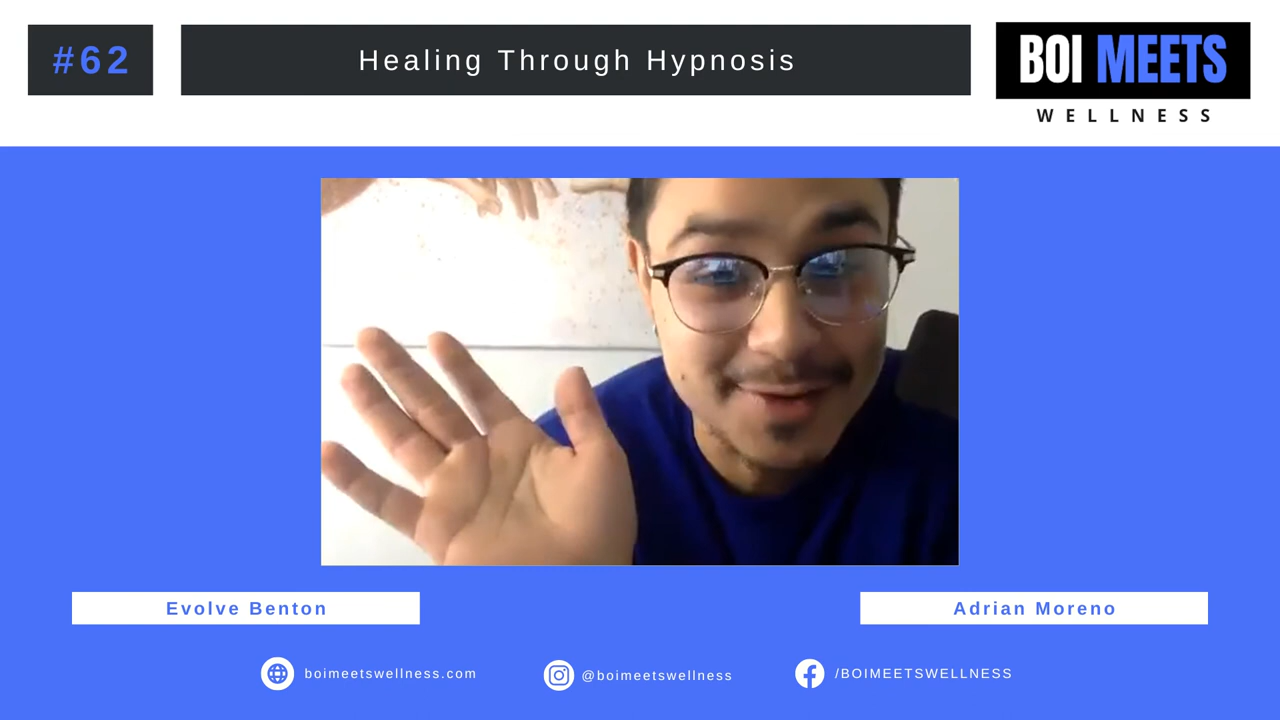 #62
Healing Through Hypnosis
BOI MEETS
WELLNESS
Evolve Benton
Adrian Moreno
boimeetswellness.com
@boimeetswellness
/BOIMEETSWELLNESS